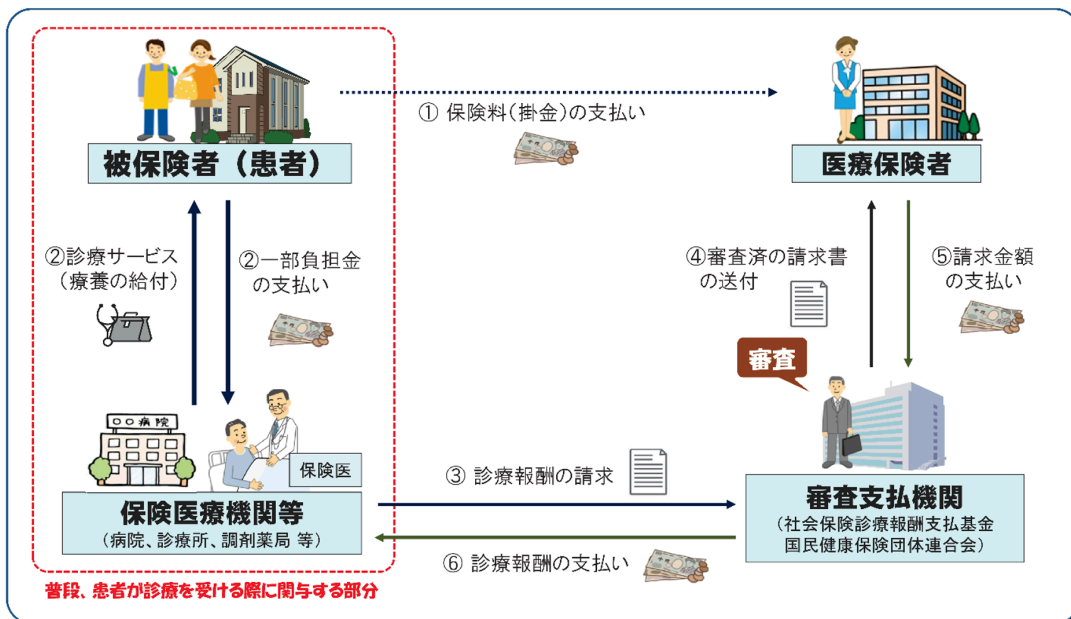 ① 保険料(掛金)の支払い
被保険者（患者）
医療保険者
②診療サービス
(療養の給付)
②一部負担金
の支払い
④審査済の請求書
の送付
⑤請求金額
の支払い
審査
○○病院
保険医
保険医療機関等
(病院、診療所、調剤薬局 等)
③ 診療報酬の請求
審査支払機関
(社会保険診療報酬支払基金
国民健康保険団体連合会)
⑥ 診療報酬の支払い
普段、患者が診療を受ける際に関与する部分